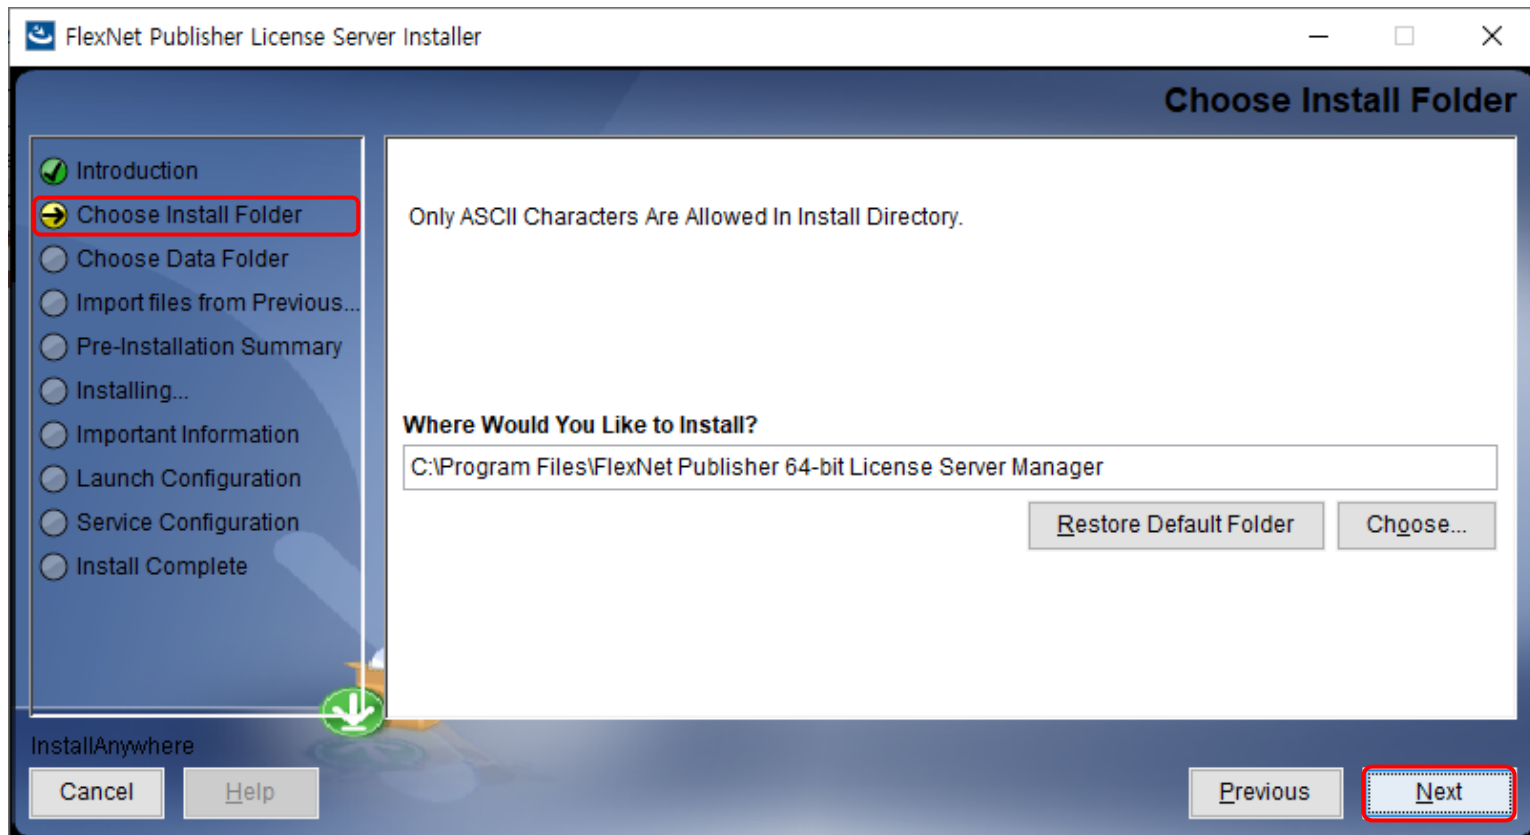 FlexNet Publisher License Server Installer
Choose Install Folder
Introduction
Choose Install Folder
Choose Data Folder
Import files from Previous...
Pre-Installation Summary
Installing...
Important Information
Launch Configuration
Service Configuration
Install Complete
Only ASCII Characters Are Allowed In Install Directory.
Where Would You Like to Install?
C:\Program Files\FlexNet Publisher 64-bit License Server Manager
Restore Default Folder
Choose...
InstallAnywhere
Cancel
Help
Previous
Next